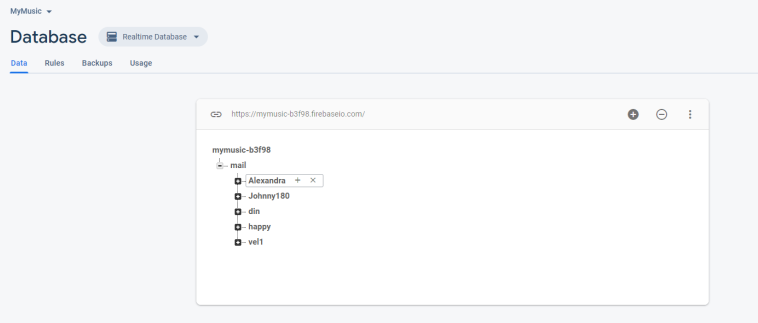 MyMusic
Database
Realtime Database
Data Rules Backups Usage
https://mymusic-b3f98.firebaseio.com/
mymusic-b3f98
mail
Alexandra
Johnny180
din
happy
vel1